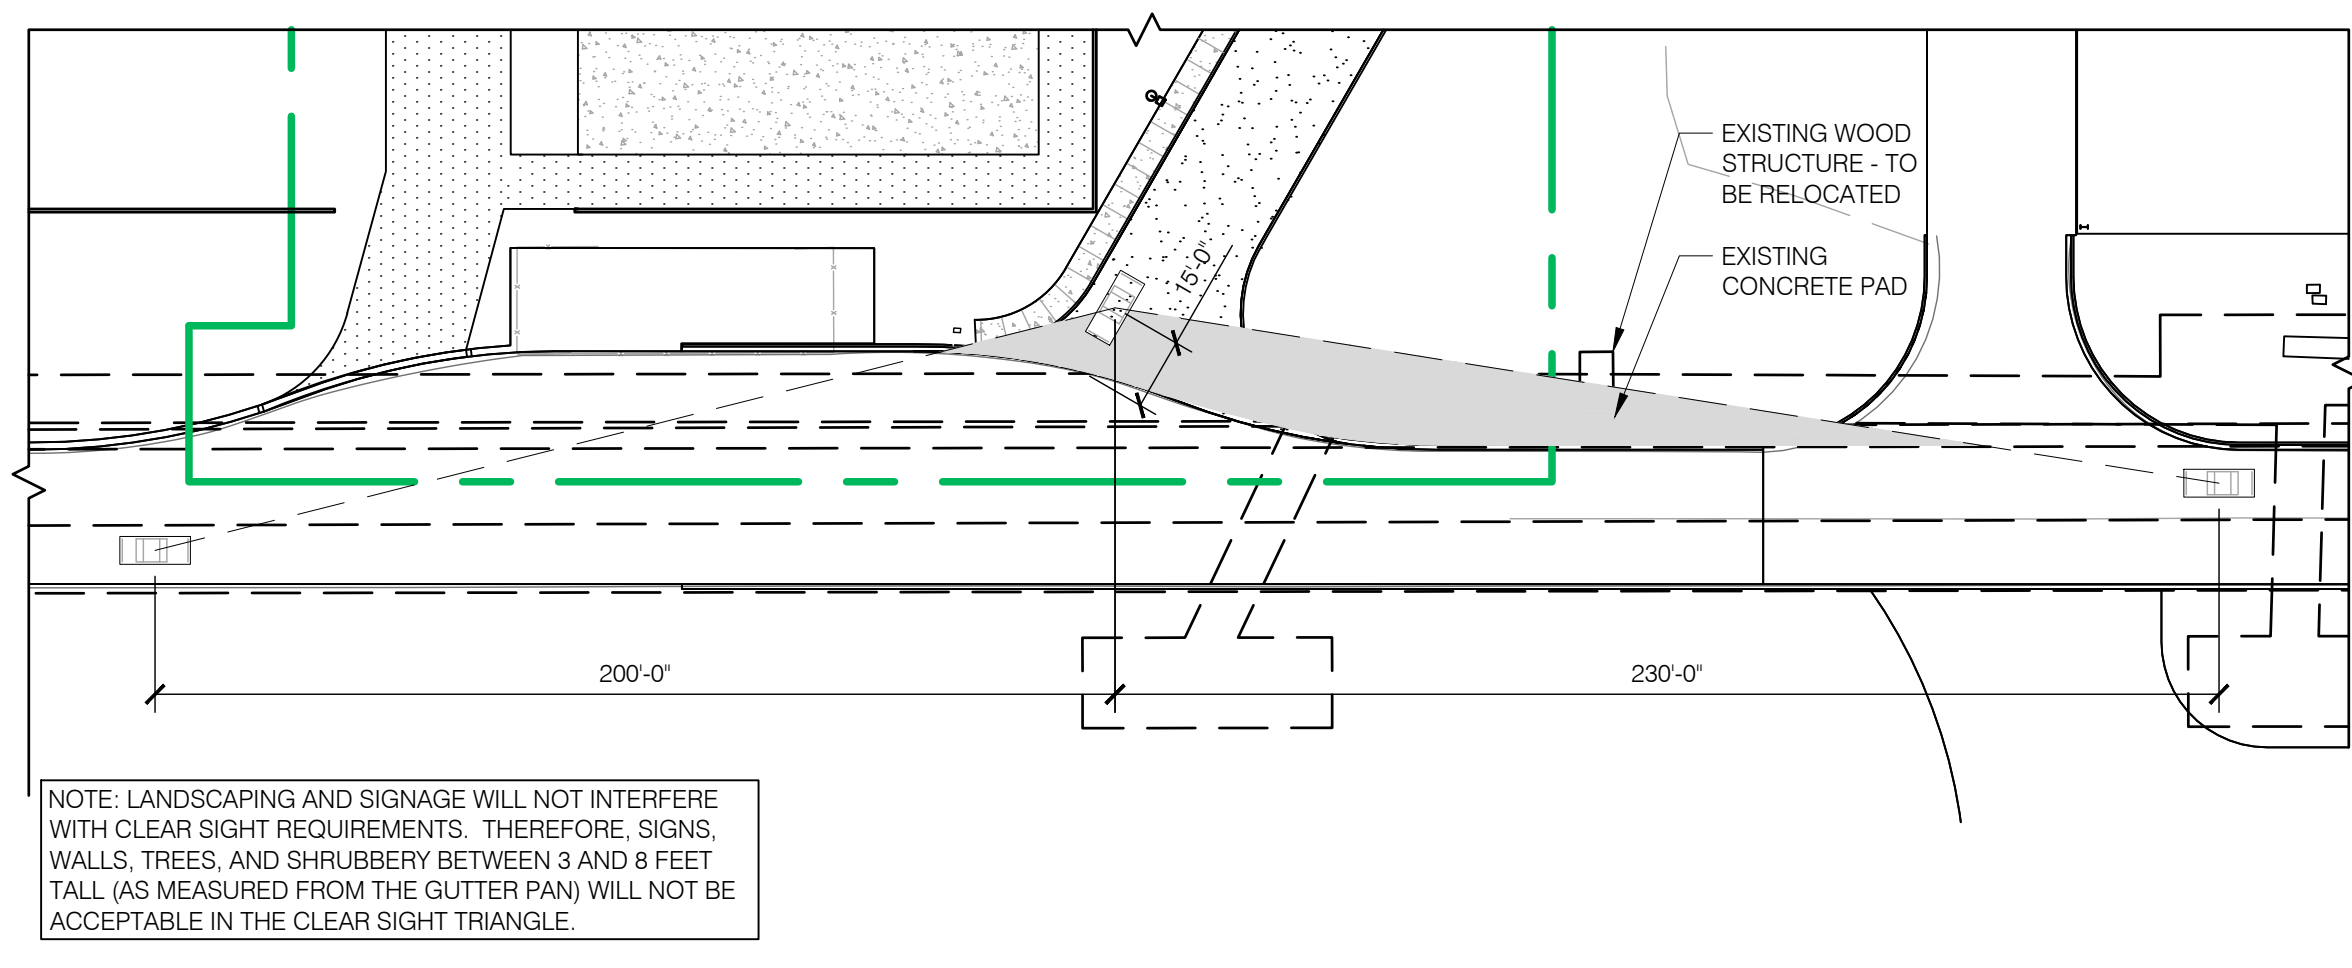 EXISTING WOOD
STRUCTURE - TO
BE RELOCATED
15'-0"
EXISTING
CONCRETE PAD
200'-0"
230'-0"
NOTE: LANDSCAPING AND SIGNAGE WILL NOT INTERFERE
WITH CLEAR SIGHT REQUIREMENTS.  THEREFORE, SIGNS,
WALLS, TREES, AND SHRUBBERY BETWEEN 3 AND 8 FEET
TALL (AS MEASURED FROM THE GUTTER PAN) WILL NOT BE
ACCEPTABLE IN THE CLEAR SIGHT TRIANGLE.